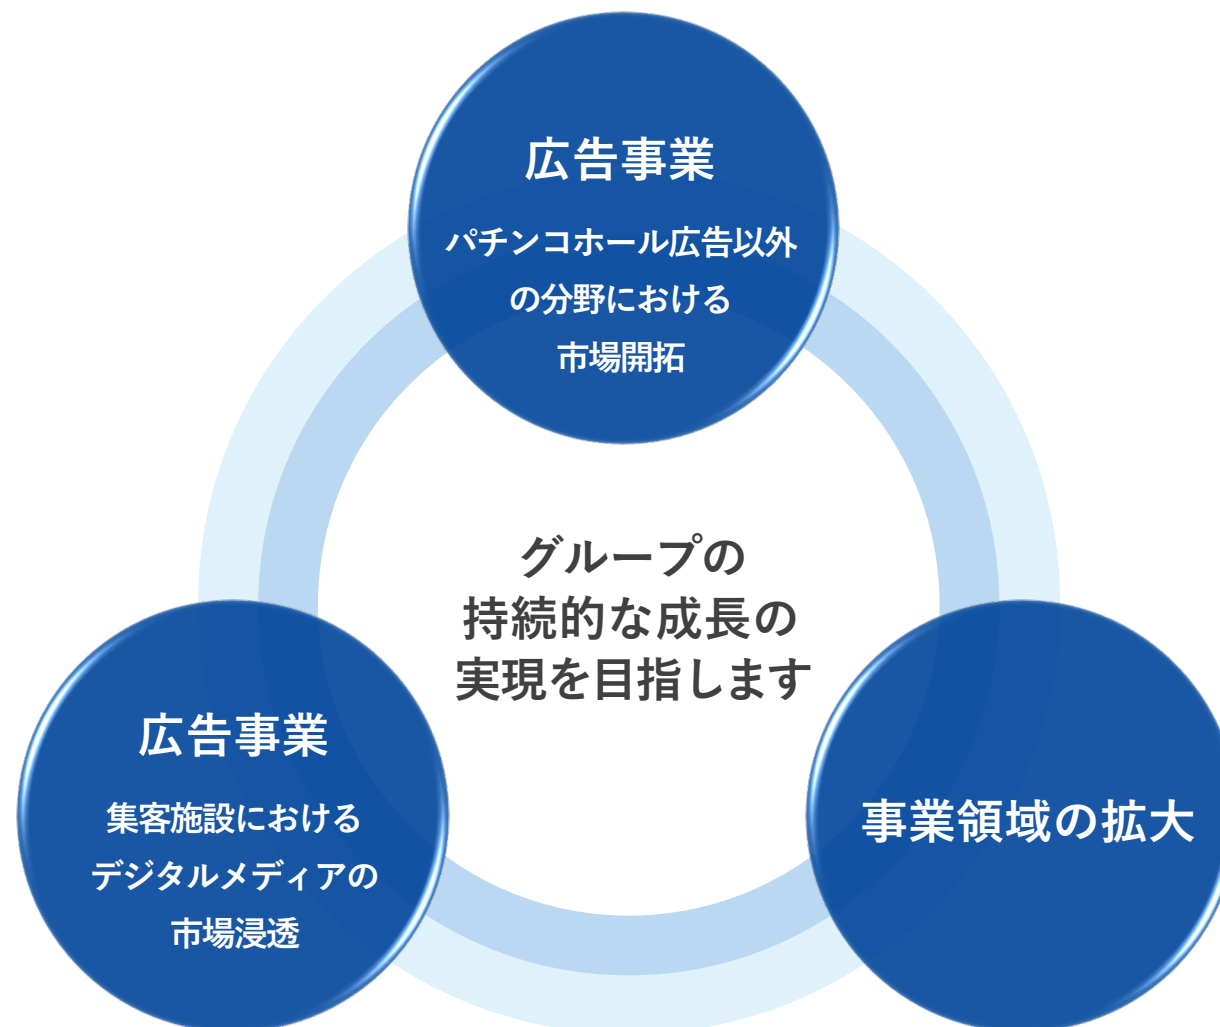 広告事業
パチンコホール広告以外
の分野における
市場開拓
グループの
持続的な成長の
実現を目指します
広告事業
集客施設における
デジタルメディアの
市場浸透
事業領域の拡大